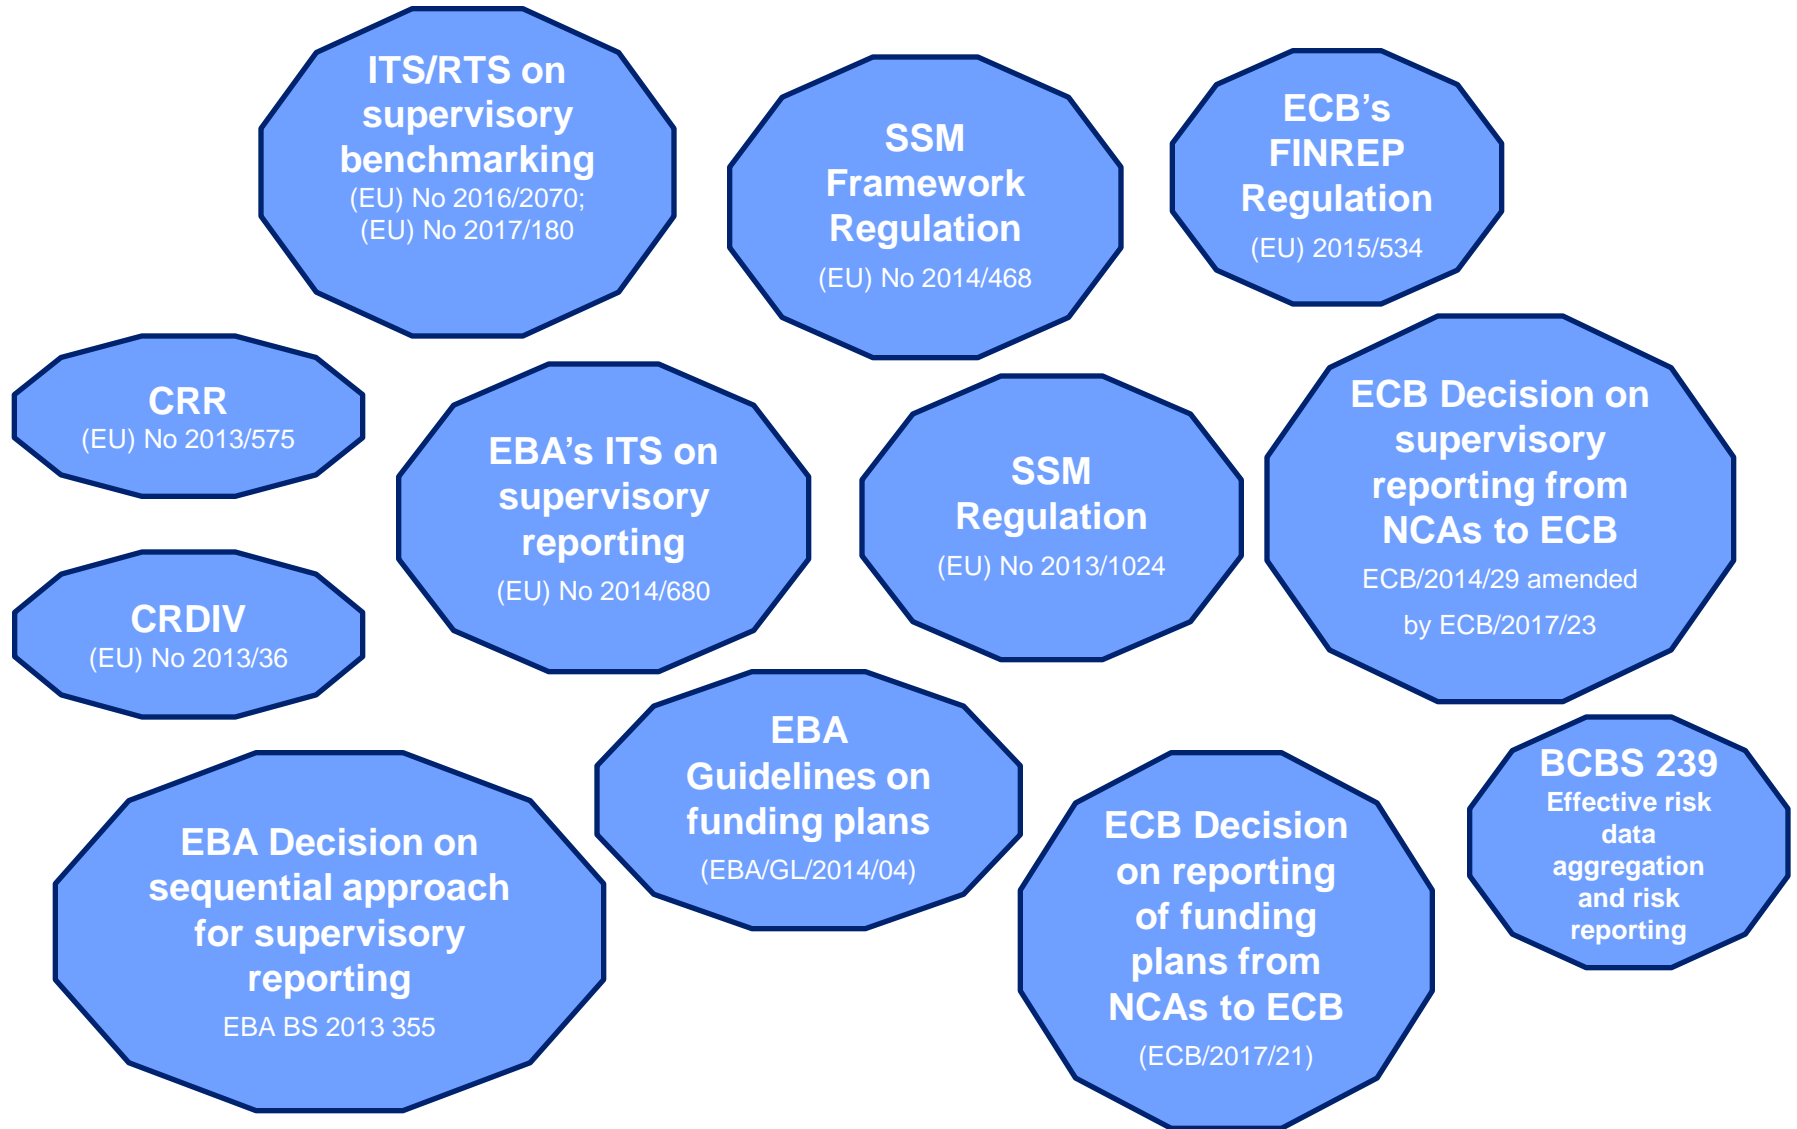 ITS/RTS on
supervisory
benchmarking
(EU) No 2016/2070;
(EU) No 2017/180
SSM
Framework
Regulation
(EU) No 2014/468
ECB’s
FINREP
Regulation
(EU) 2015/534
CRR
(EU) No 2013/575
EBA’s ITS on
supervisory
reporting
(EU) No 2014/680
SSM
Regulation
(EU) No 2013/1024
ECB Decision on
supervisory
reporting from
NCAs to ECB
ECB/2014/29 amended
by ECB/2017/23
CRDIV
(EU) No 2013/36
EBA Decision on
sequential approach
for supervisory
reporting
EBA BS 2013 355
EBA
Guidelines on
funding plans
(EBA/GL/2014/04)
ECB Decision
on reporting
of funding
plans from
NCAs to ECB
(ECB/2017/21)
BCBS 239
Effective risk
data
aggregation
and risk
reporting